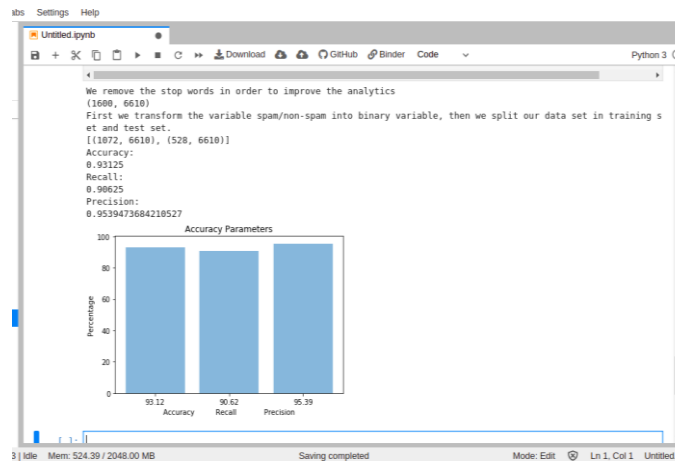 abs Settings Help
Untitled.ipynb
Download GitHub Binder Code Python 3
We remove the stop words in order to improve the analytics
(1600, 6610)
First we transform the variable spam/non-spam into binary variable, then we split our data set in training s
et and test set.
[(1072, 6610), (528, 6610)]
Accuracy:
0.93125
Recall:
0.90625
Precision:
0.9539473684210527
Accuracy Parameters
100
80
60
40
20
0
Percentage
93.12 90.62 95.39
Accuracy Recall Precision
[ ]:
3 | Idle Mem: 524.39 / 2048.00 MB Saving completed Mode: Edit Ln 1, Col 1 Untitled